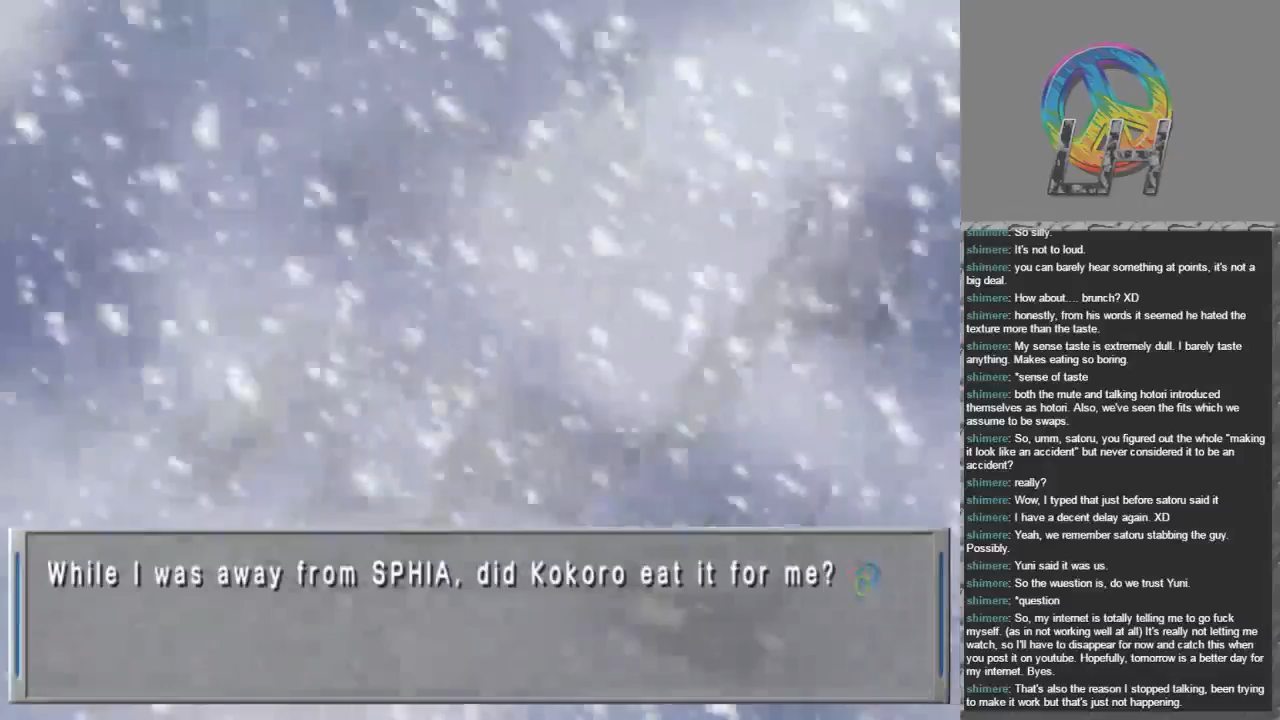 While I was away from SPHIA, did Kokoro eat it for me?
LH
shimere: So silly.
shimere: It's not to loud.
shimere: you can barely hear something at points, it's not a
big deal.
shimere: How about.... brunch? XD
shimere: honestly, from his words it seemed he hated the
texture more than the taste.
shimere: My sense taste is extremely dull. I barely taste
anything. Makes eating so boring.
shimere: *sense of taste
shimere: both the mute and talking hotori introduced
themselves as hotori. Also, we've seen the fits which we
assume to be swaps.
shimere: So, umm, satoru, you figured out the whole "making
it look like an accident" but never considered it to be an
accident?
shimere: really?
shimere: Wow, I typed that just before satoru said it
shimere: I have a decent delay again. XD
shimere: Yeah, we remember satoru stabbing the guy.
Possibly.
shimere: Yuni said it was us.
shimere: So the wuestion is, do we trust Yuni.
shimere: *question
shimere: So, my internet is totally telling me to go fuck
myself. (as in not working well at all) It's really not letting me
watch, so I'll have to disappear for now and catch this when
you post it on youtube. Hopefully, tomorrow is a better day for
my internet. Byes.
shimere: That's also the reason I stopped talking, been trying
to make it work but that's just not happening.